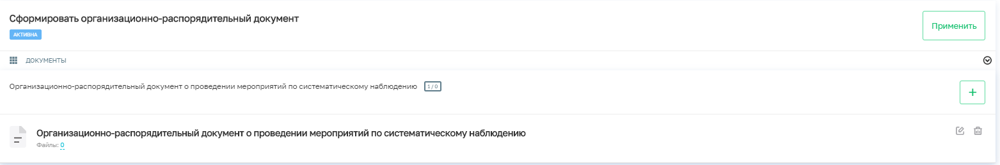 Сформировать организационно-распорядительный документ
АКТИВНА
Применить
ДОКУМЕНТЫ
Организационно-распорядительный документ о проведении мероприятий по систематическому наблюдению 1 / 0
+
Организационно-распорядительный документ о проведении мероприятий по систематическому наблюдению
Файлы: 0